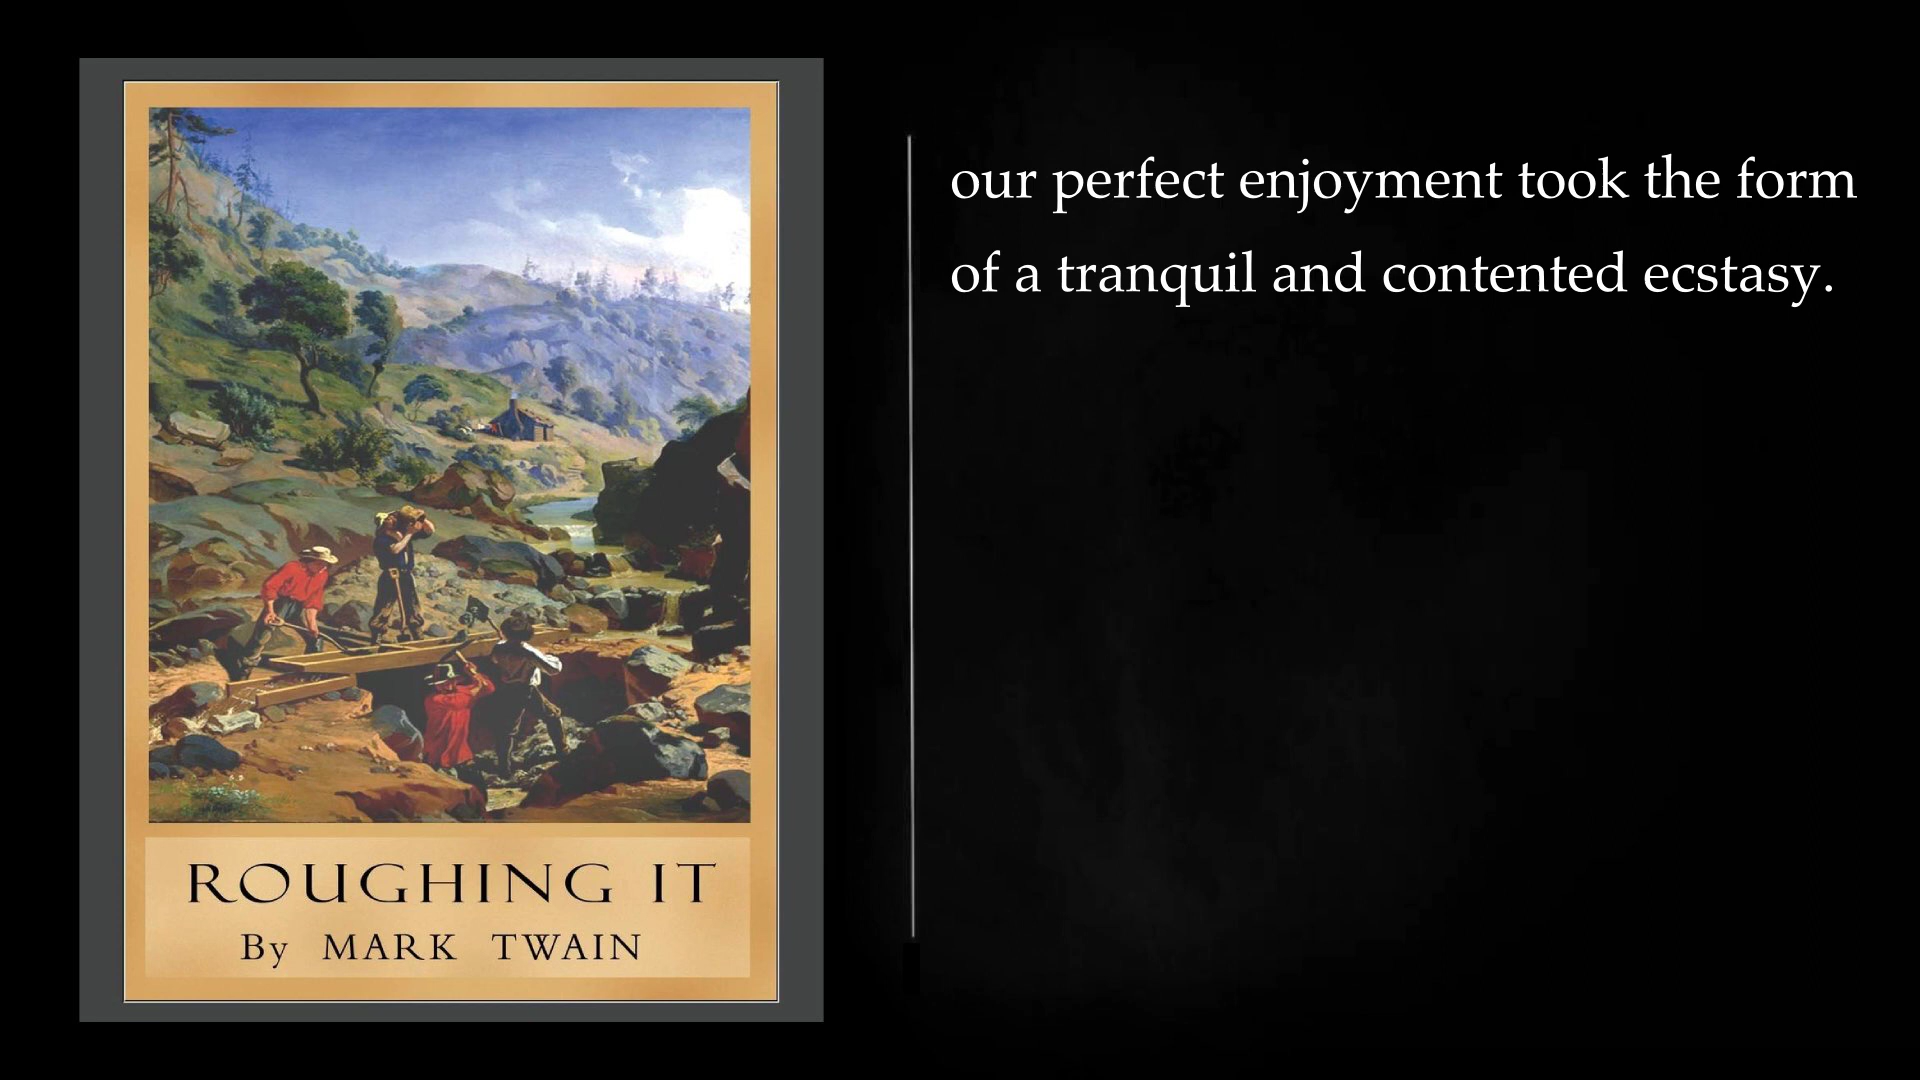 ROUGHING IT
By MARK TWAIN
our perfect enjoyment took the form
of a tranquil and contented ecstasy.